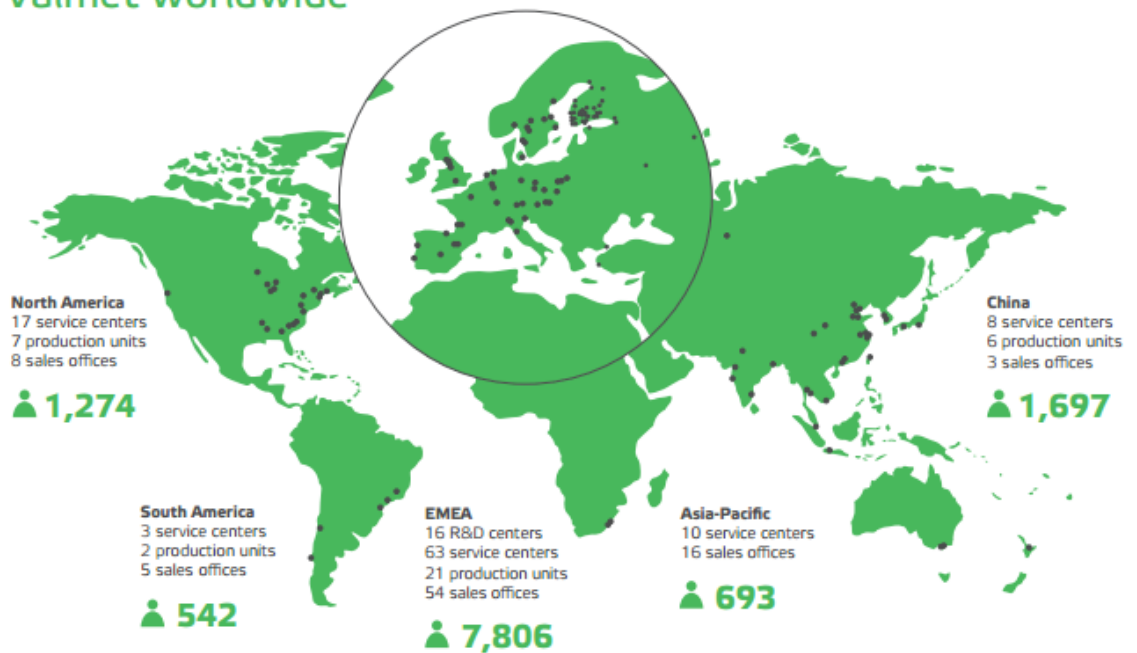 Valmet worldwide
North America
17 service centers
7 production units
8 sales offices
1,274
China
8 service centers
6 production units
3 sales offices
1,697
South America
3 service centers
2 production units
5 sales offices
542
EMEA
16 R&D centers
63 service centers
21 production units
54 sales offices
7,806
Asia-Pacific
10 service centers
16 sales offices
693